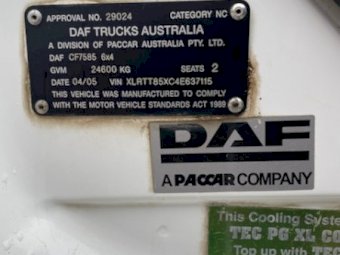 APPROVAL NO. 29024 CATEGORY NC
DAF TRUCKS AUSTRALIA
A DIVISION OF PACCAR AUSTRALIA PTY. LTD.
DAF CF7585 6x4
GVM 24600 KG SEATS 2
DATE 04/05 VIN XLRTT85XC4E637115
THIS VEHICLE WAS MANUFACTURED TO COMPLY
WITH THE MOTOR VEHICLE STANDARDS ACT 1989
DAF
A PACCAR COMPANY
This Cooling Syste
TEC PG XL CO
Top up with TEC